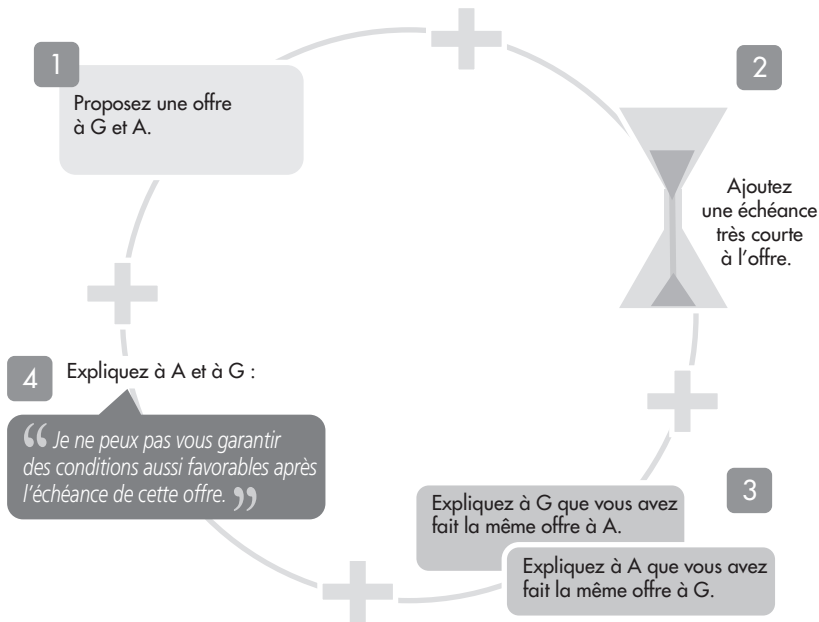 1
Proposez une offre
à G et A.
2
Ajoutez
une échéance
très courte
à l'offre.
3
Expliquez à G que vous avez
fait la même offre à A.
Expliquez à A que vous avez
fait la même offre à G.
4
Expliquez à A et à G :
“ Je ne peux pas vous garantir
des conditions aussi favorables après
l'échéance de cette offre. ”